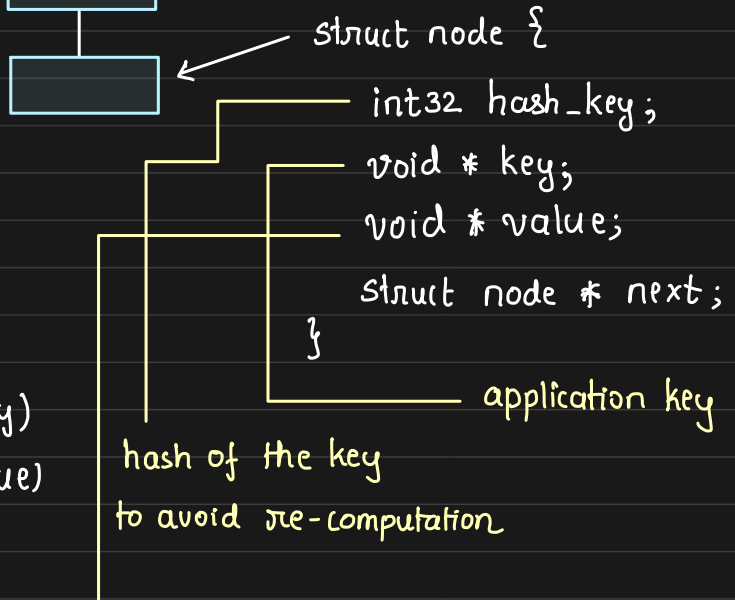 struct node {
int32 hash_key;
void * key;
void * value;
struct node * next;
}
application key
y)
hash of the key
ue)
to avoid re-computation